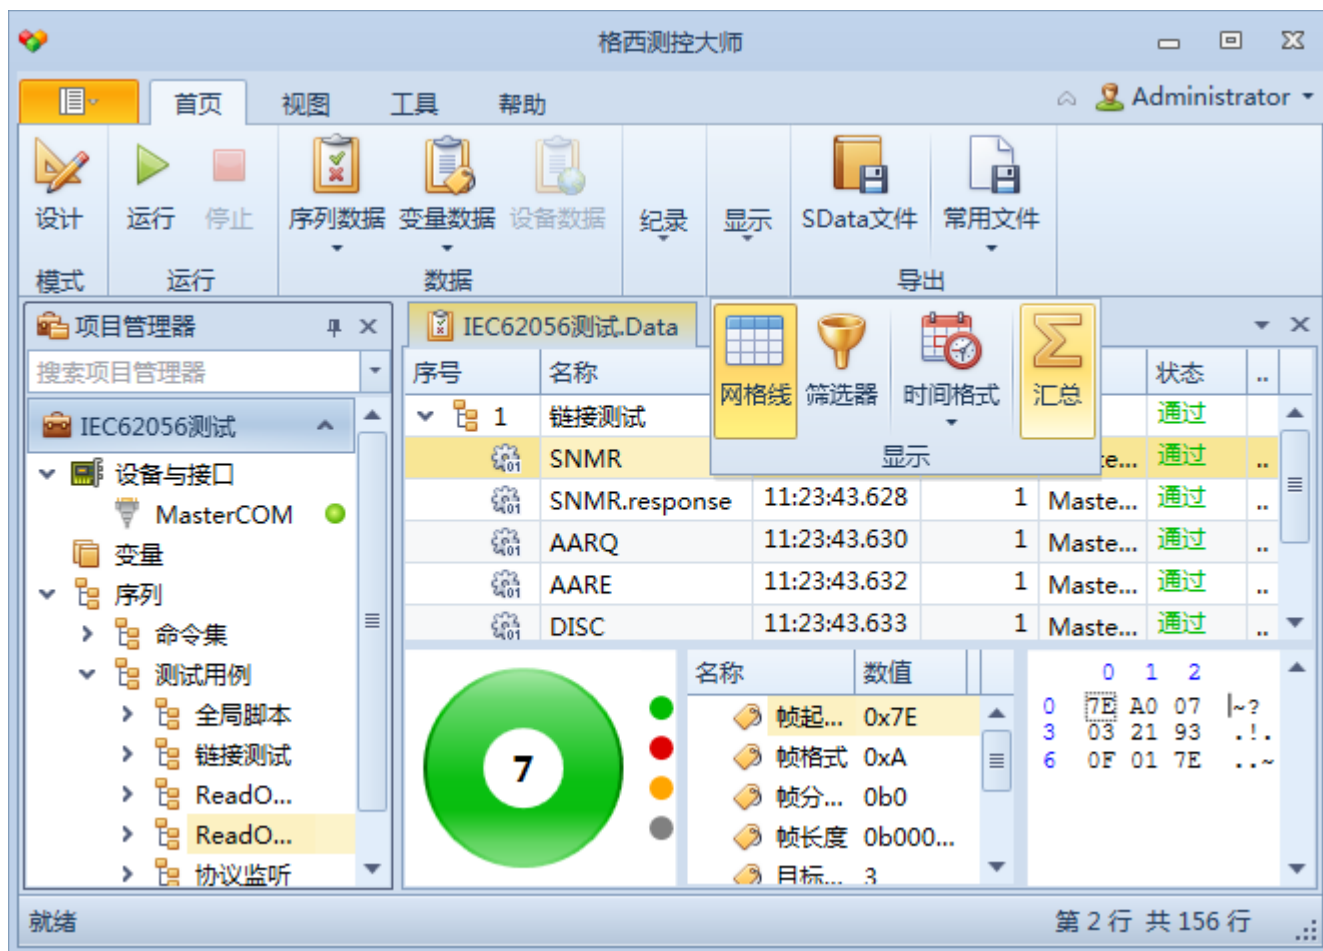 格西测控大师
首页 视图 工具 帮助 Administrator
设计 运行 停止 序列数据 变量数据 设备数据 纪录 显示 SData文件 常用文件
模式 运行 数据 导出
项目管理器
搜索项目管理器
IEC62056测试
设备与接口
MasterCOM
变量
序列
命令集
测试用例
全局脚本
链接测试
ReadO...
ReadO...
协议监听
IEC62056测试.Data
网格线 筛选器 时间格式 汇总
显示
序号 名称 状态 ..
1 链接测试 通过
SNMR te... 通过 ..
SNMR.response 11:23:43.628 1 Maste... 通过 ..
AARQ 11:23:43.630 1 Maste... 通过 ..
AARE 11:23:43.632 1 Maste... 通过 ..
DISC 11:23:43.633 1 Maste... 通过 ..
7
名称 数值
帧起... 0x7E
帧格式 0xA
帧分... 0b0
帧长度 0b000...
目标... 3
0 1 2
0 7E A0 07 |~?
3 03 21 93 .!.
6 0F 01 7E ..~
就绪 第 2 行 共 156 行